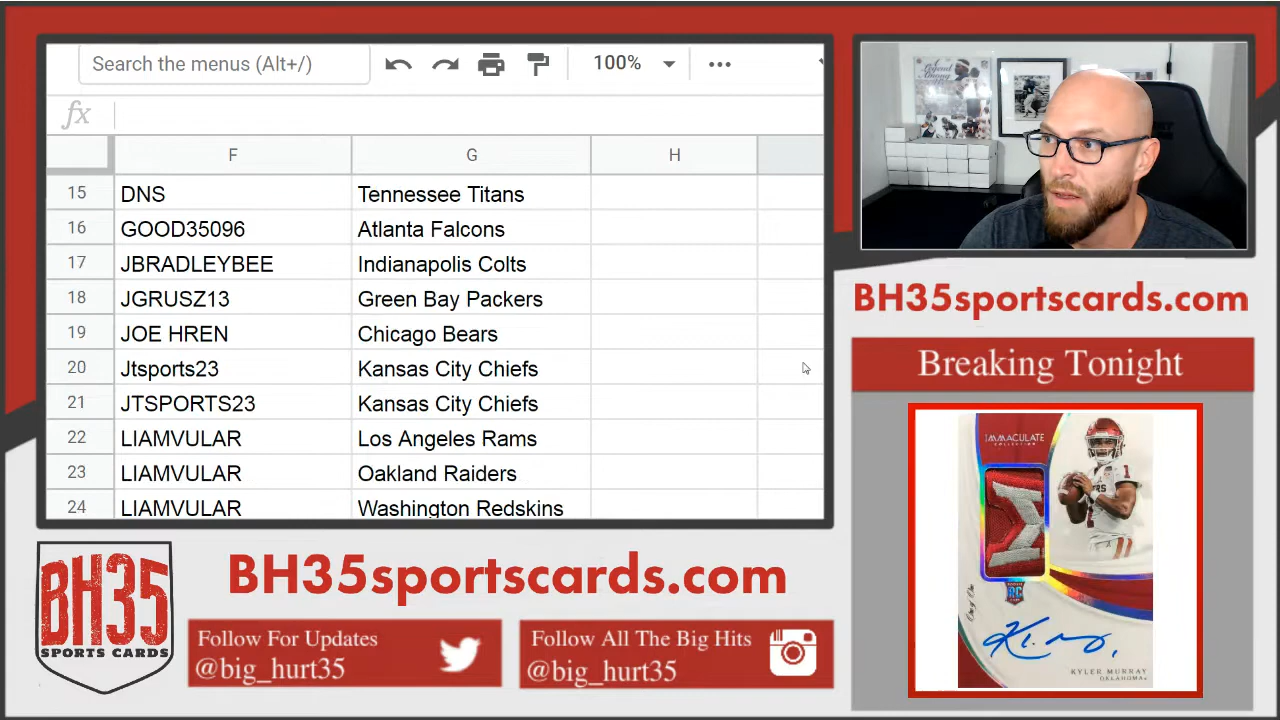 Search the menus (Alt+/)
100%
fx
F G H
15 DNS Tennessee Titans
16 GOOD35096 Atlanta Falcons
17 JBRADLEYBEE Indianapolis Colts
18 JGRUSZ13 Green Bay Packers
19 JOE HREN Chicago Bears
20 Jtsports23 Kansas City Chiefs
21 JTSPORTS23 Kansas City Chiefs
22 LIAMVULAR Los Angeles Rams
23 LIAMVULAR Oakland Raiders
24 LIAMVULAR Washington Redskins
BH35sportscards.com
Breaking Tonight
IMMACULATE
COLLECTION
1
RC
KYLER MURRAY
OKLAHOMA
BH35
SPORTS CARDS
BH35sportscards.com
Follow For Updates
@big_hurt35
Follow All The Big Hits
@big_hurt35